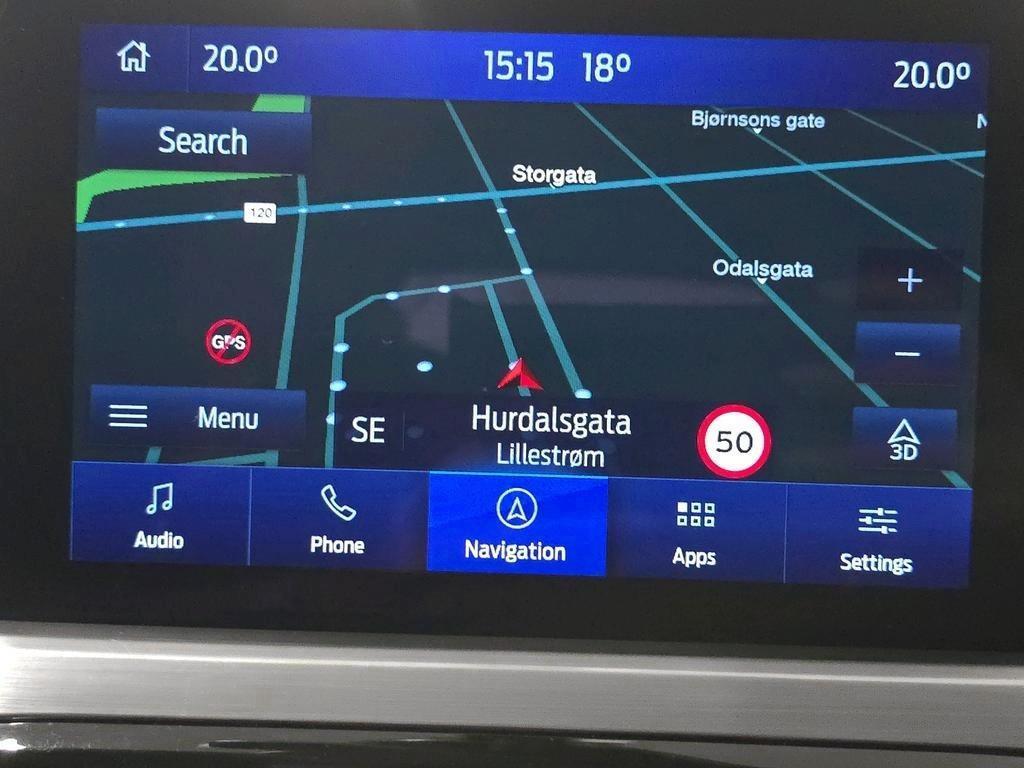 20.0°
15:15 18°
20.0°
Search
Bjørnsons gate
N
Storgata
120
Odalsgata
+
−
GPS
Menu
SE
Hurdalsgata
Lillestrøm
50
3D
Audio
Phone
Navigation
Apps
Settings